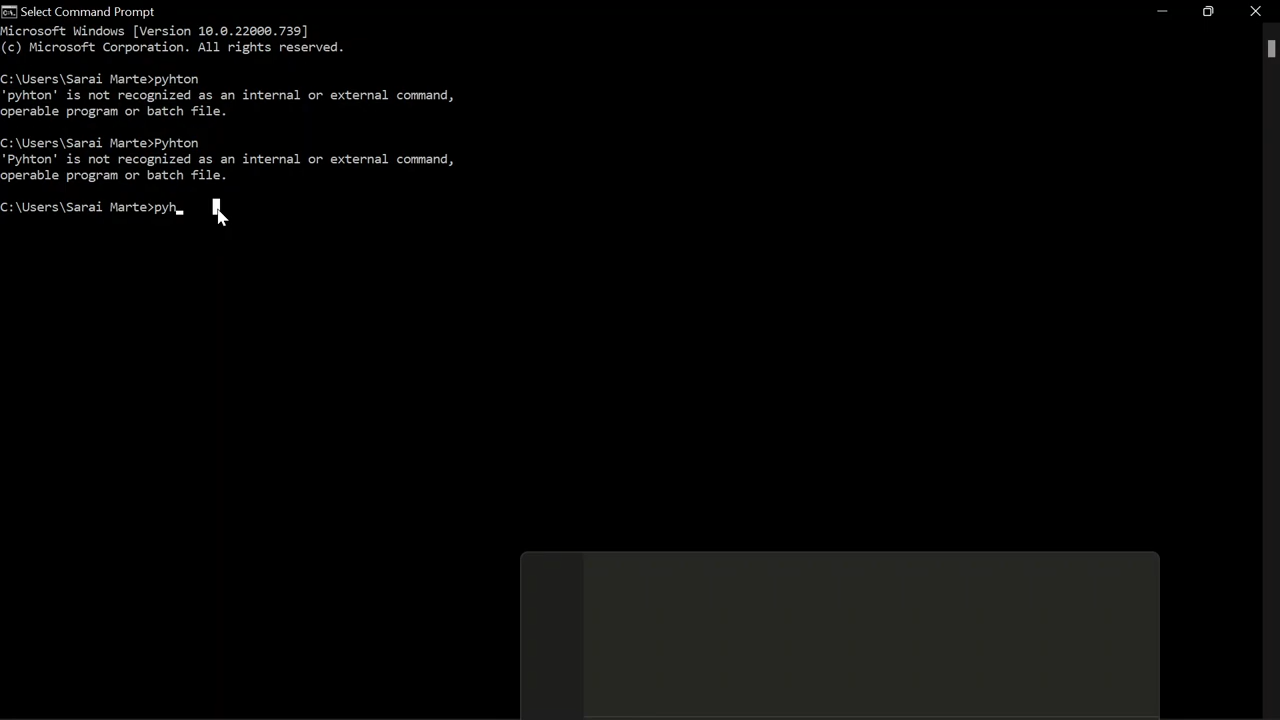 Select Command Prompt
Microsoft Windows [Version 10.0.22000.739]
(c) Microsoft Corporation. All rights reserved.
C:\Users\Sarai Marte>pyhton
'pyhton' is not recognized as an internal or external command,
operable program or batch file.
C:\Users\Sarai Marte>Pyhton
'Pyhton' is not recognized as an internal or external command,
operable program or batch file.
C:\Users\Sarai Marte>pyh